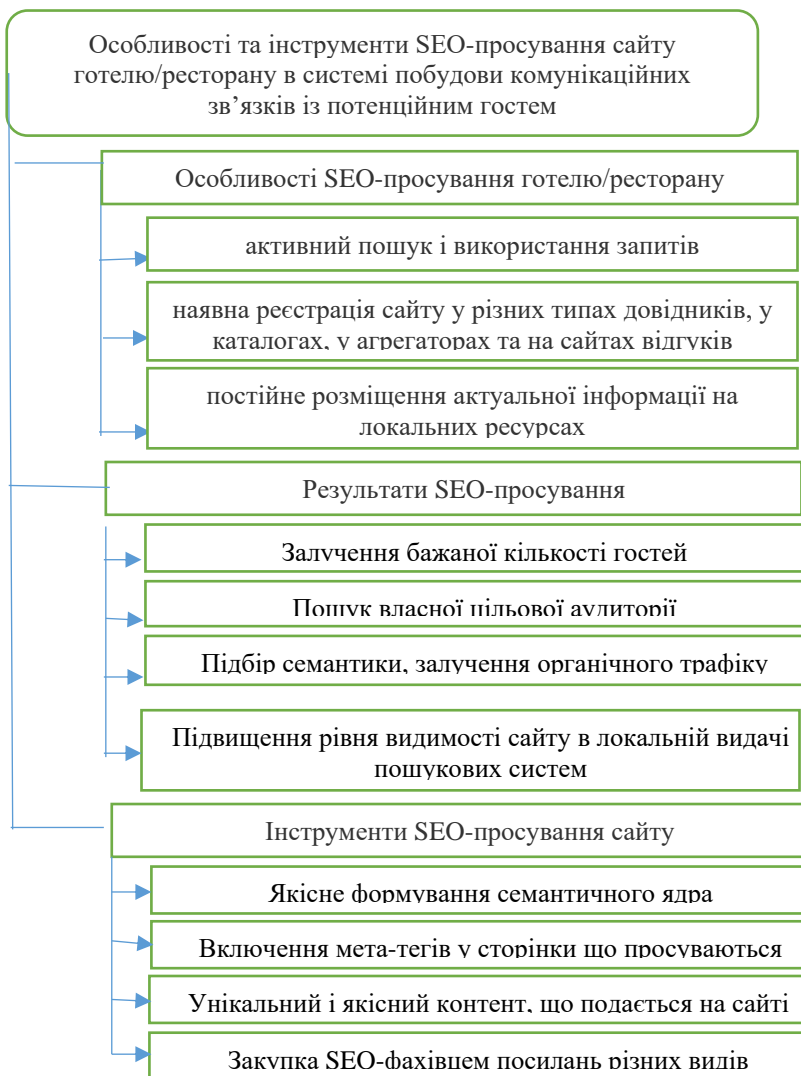 Особливості та інструменти SEO-просування сайту
готелю/ресторану в системі побудови комунікаційних
зв’язків із потенційним гостем
Особливості SEO-просування готелю/ресторану
активний пошук і використання запитів
наявна реєстрація сайту у різних типах довідників, у
каталогах, у агрегаторах та на сайтах відгуків
постійне розміщення актуальної інформації на
локальних ресурсах
Результати SEO-просування
Залучення бажаної кількості гостей
Пошук власної цільової аудиторії
Підбір семантики, залучення органічного трафіку
Підвищення рівня видимості сайту в локальній видачі
пошукових систем
Інструменти SEO-просування сайту
Якісне формування семантичного ядра
Включення мета-тегів у сторінки що просуваються
Унікальний і якісний контент, що подається на сайті
Закупка SEO-фахівцем посилань різних видів